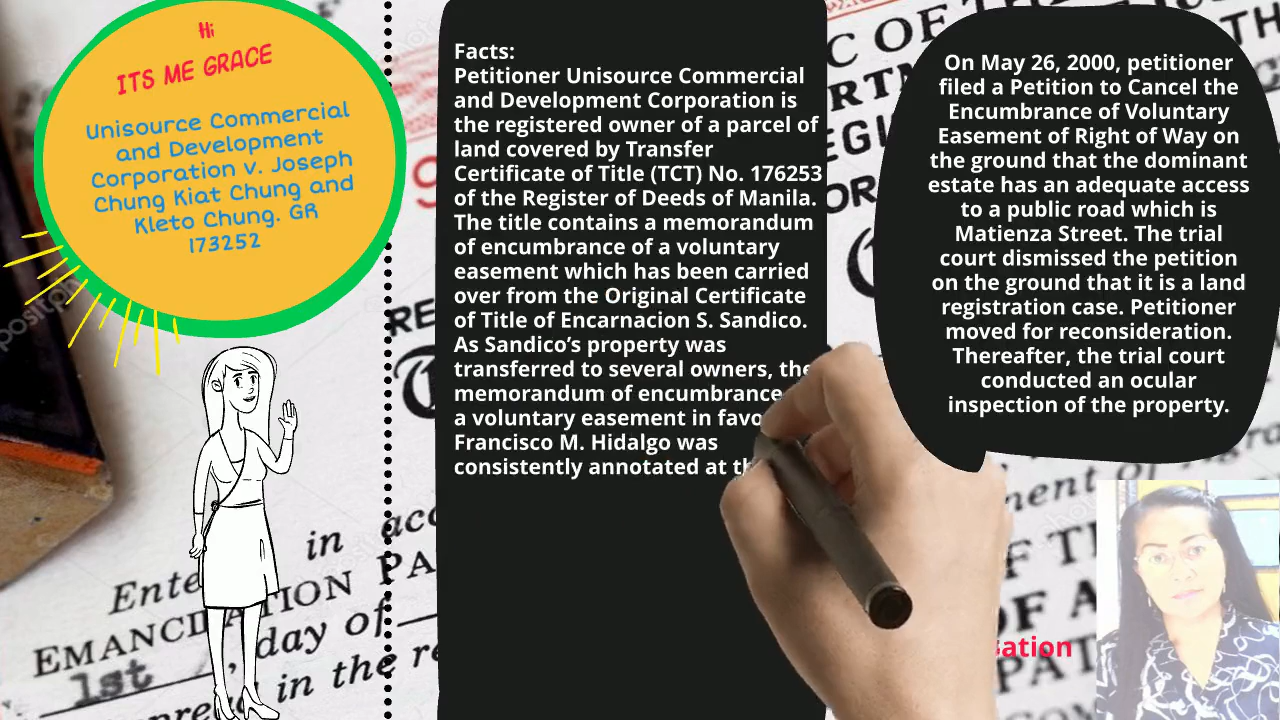 Hi
ITS ME GRACE
Unisource Commercial
and Development
Corporation v. Joseph
Chung Kiat Chung and
Kleto Chung. GR
173252
Facts:
Petitioner Unisource Commercial
and Development Corporation is
the registered owner of a parcel of
land covered by Transfer
Certificate of Title (TCT) No. 176253
of the Register of Deeds of Manila.
The title contains a memorandum
of encumbrance of a voluntary
easement which has been carried
over from the Original Certificate
of Title of Encarnacion S. Sandico.
As Sandico’s property was
transferred to several owners, the
memorandum of encumbrance
a voluntary easement in
Francisco M. Hidalgo was
consistently annotated at
On May 26, 2000, petitioner
filed a Petition to Cancel the
Encumbrance of Voluntary
Easement of Right of Way on
the ground that the dominant
estate has an adequate access
to a public road which is
Matienza Street. The trial
court dismissed the petition
on the ground that it is a land
registration case. Petitioner
moved for reconsideration.
Thereafter, the trial court
conducted an ocular
inspection of the property.
in
EMANCIPATION
1st day of
in the